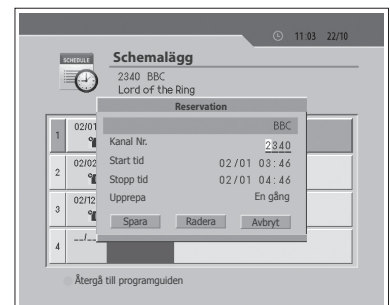 11:03 22/10
SCHEDULE
Schemalägg
2340 BBC
Lord of the Ring
Reservation
BBC
Kanal Nr. 2340
Start tid 02/01 03:46
Stopp tid 02/01 04:46
Upprepa En gång
Spara Radera Avbryt
1 02/01
2 02/02
3 02/12
4 --/--
Återgå till programguiden